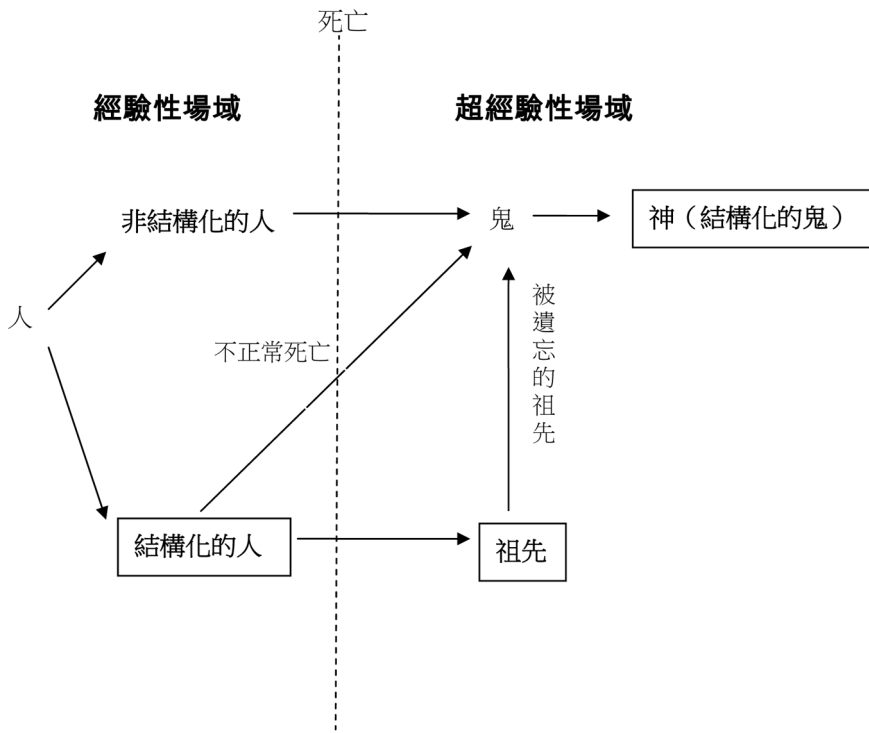 死亡
經驗性場域
超經驗性場域
非結構化的人
鬼
神（結構化的鬼）
人
不正常死亡
被遺忘的祖先
結構化的人
祖先